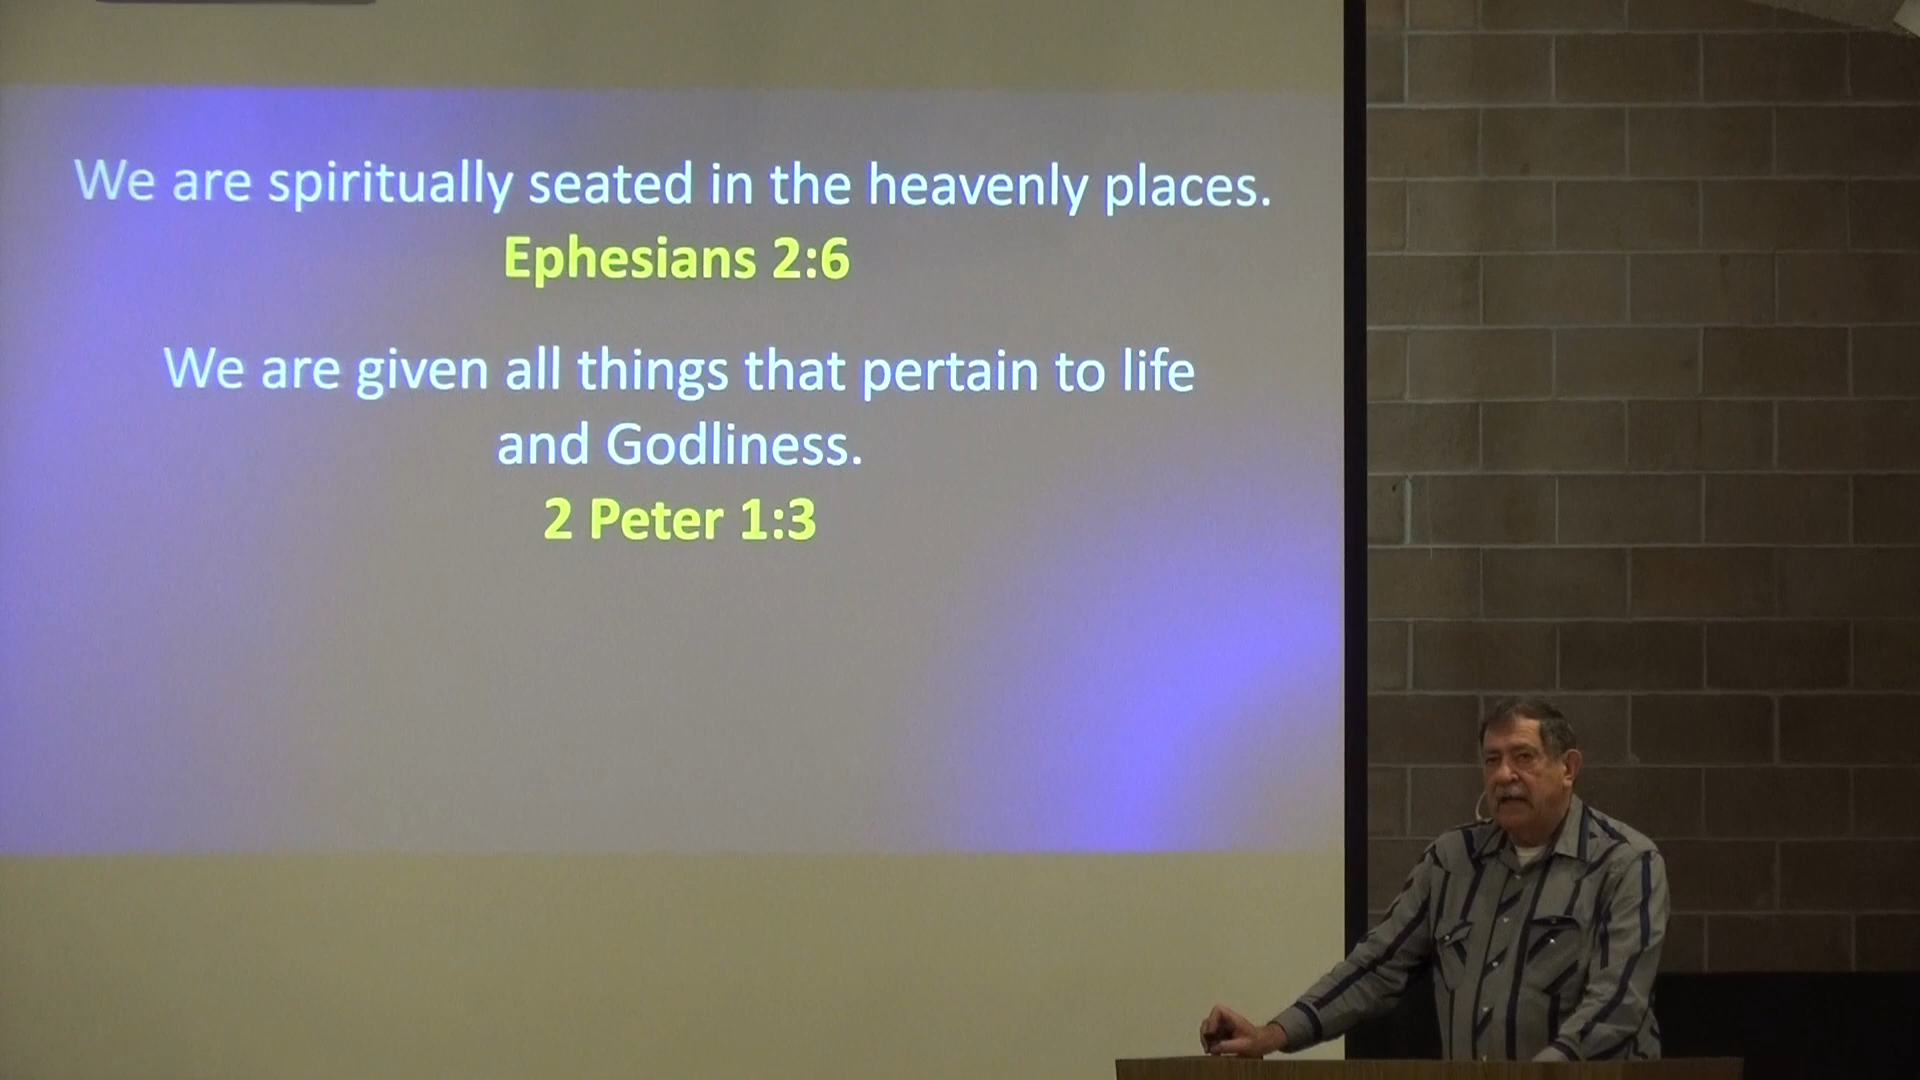 We are spiritually seated in the heavenly places.
Ephesians 2:6
We are given all things that pertain to life
and Godliness.
2 Peter 1:3